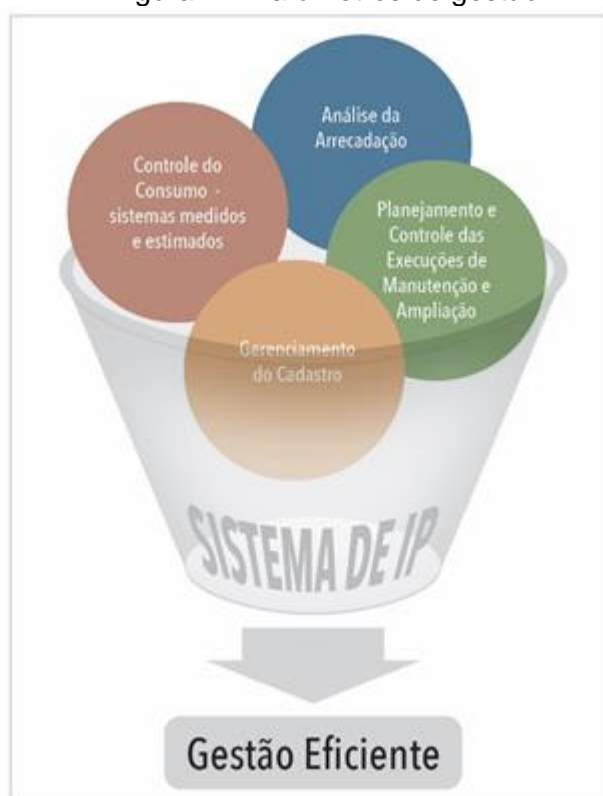 Análise da
Arrecadação
Controle do
Consumo -
sistemas medidos
e estimados
Planejamento e
Controle das
Execuções de
Manutenção e
Ampliação
Gerenciamento
do Cadastro
SISTEMA DE IP
Gestão Eficiente